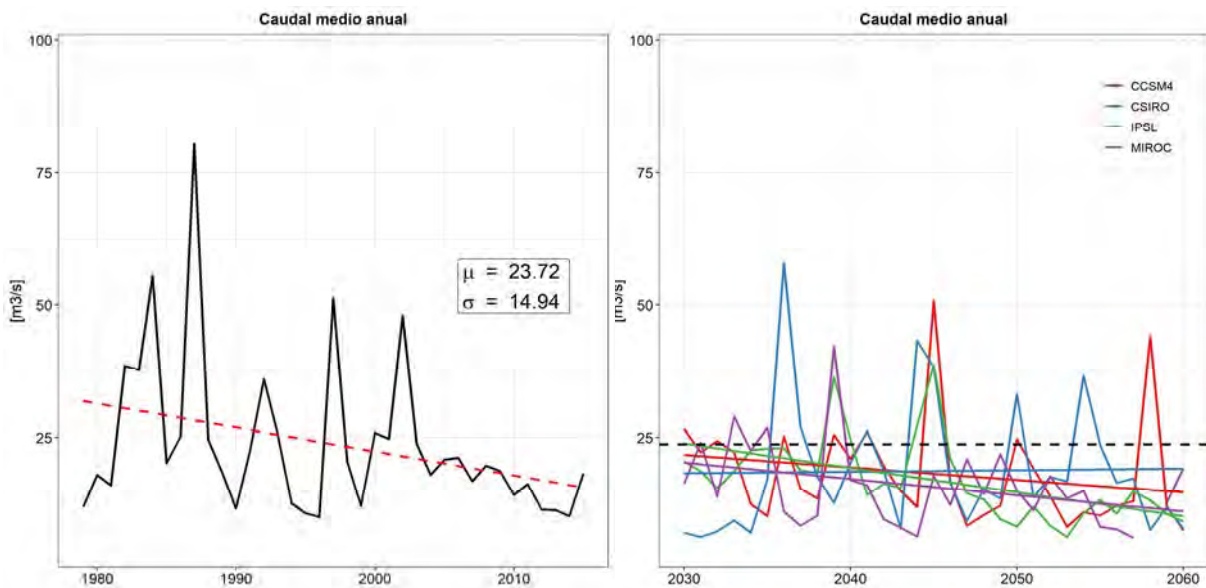 Caudal medio anual
100
75
50
25
[m3/s]
μ = 23.72
σ = 14.94
1980
1990
2000
2010
Caudal medio anual
100
75
50
25
[m3/s]
CCSM4
CSIRO
IPSL
MIROC
2030
2040
2050
2060